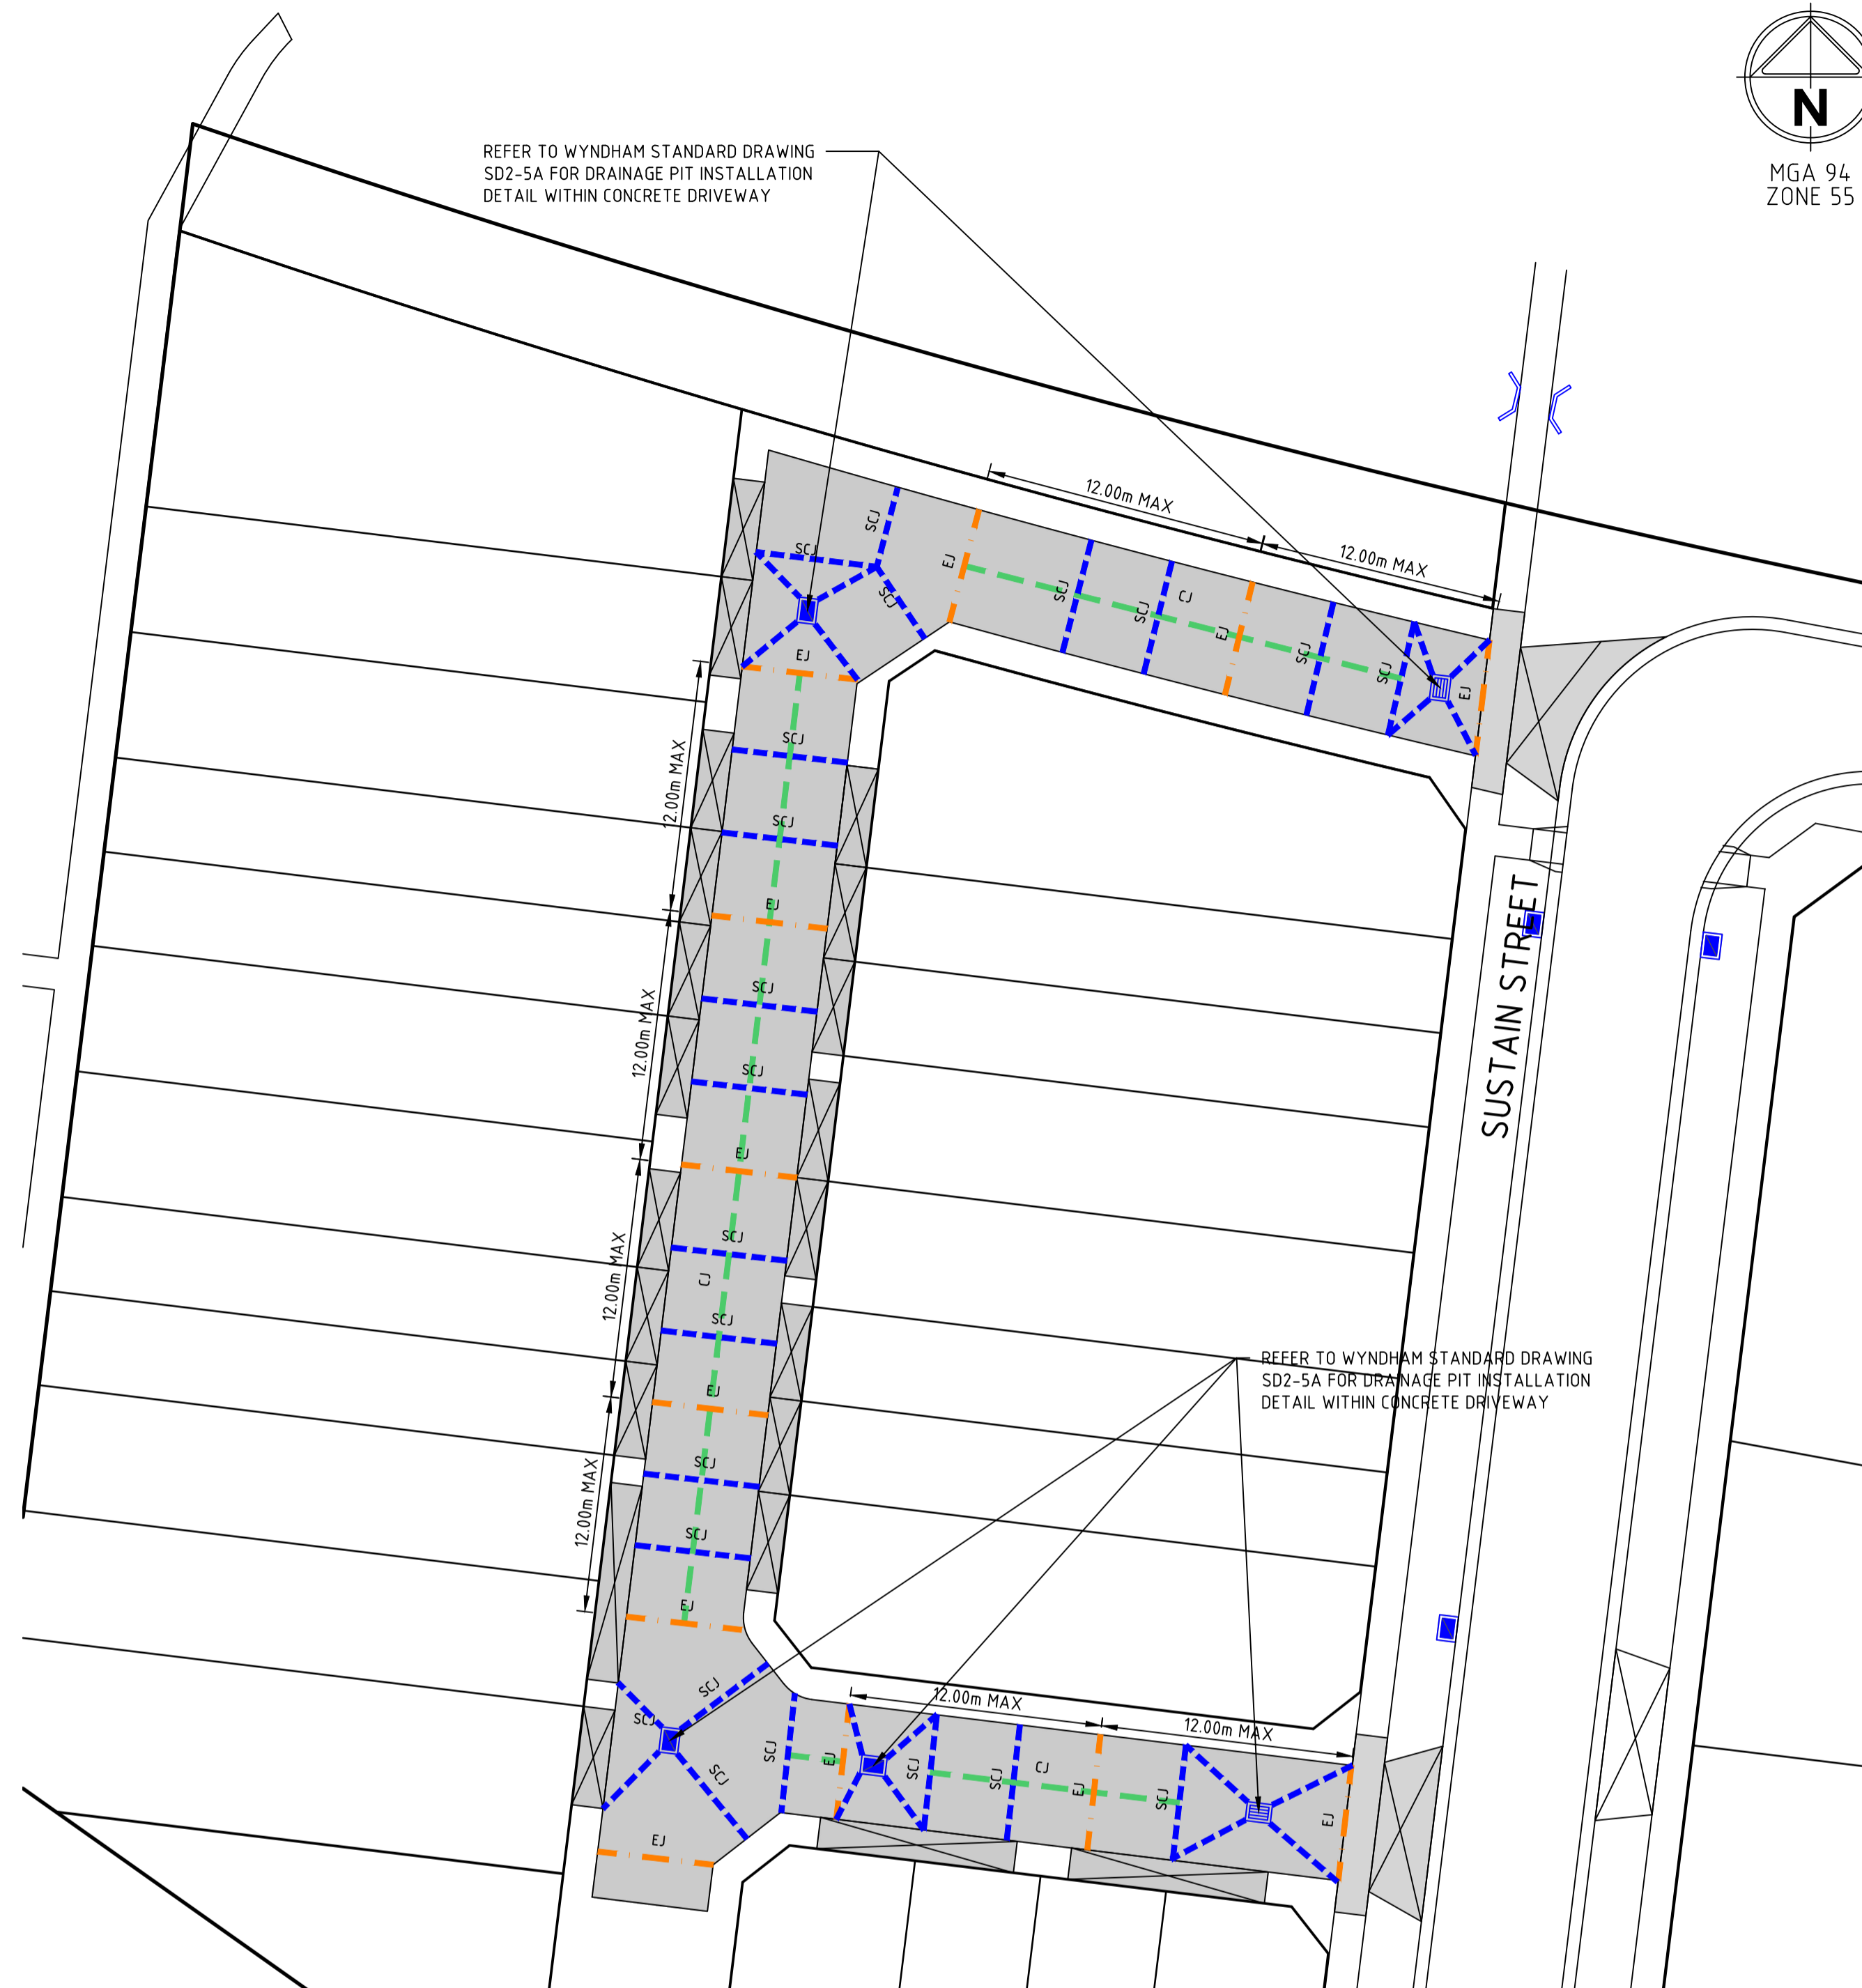 N
MGA 94
ZONE 55
REFER TO WYNDHAM STANDARD DRAWING
SD2-5A FOR DRAINAGE PIT INSTALLATION
DETAIL WITHIN CONCRETE DRIVEWAY
12.00m MAX
12.00m MAX
SCJ
SCJ
SCJ
EJ
SCJ
SCJ
CJ
EJ
SCJ
SCJ
EJ
EJ
12.00m MAX
SCJ
SCJ
EJ
12.00m MAX
SCJ
SCJ
EJ
SUSTAIN STREET
12.00m MAX
SCJ
CJ
SCJ
EJ
REFER TO WYNDHAM STANDARD DRAWING
SD2-5A FOR DRAINAGE PIT INSTALLATION
DETAIL WITHIN CONCRETE DRIVEWAY
12.00m MAX
SCJ
SCJ
EJ
SCJ
SCJ
SCJ
EJ
12.00m MAX
12.00m MAX
SCJ
EJ
SCJ
SCJ
CJ
EJ
SCJ
EJ